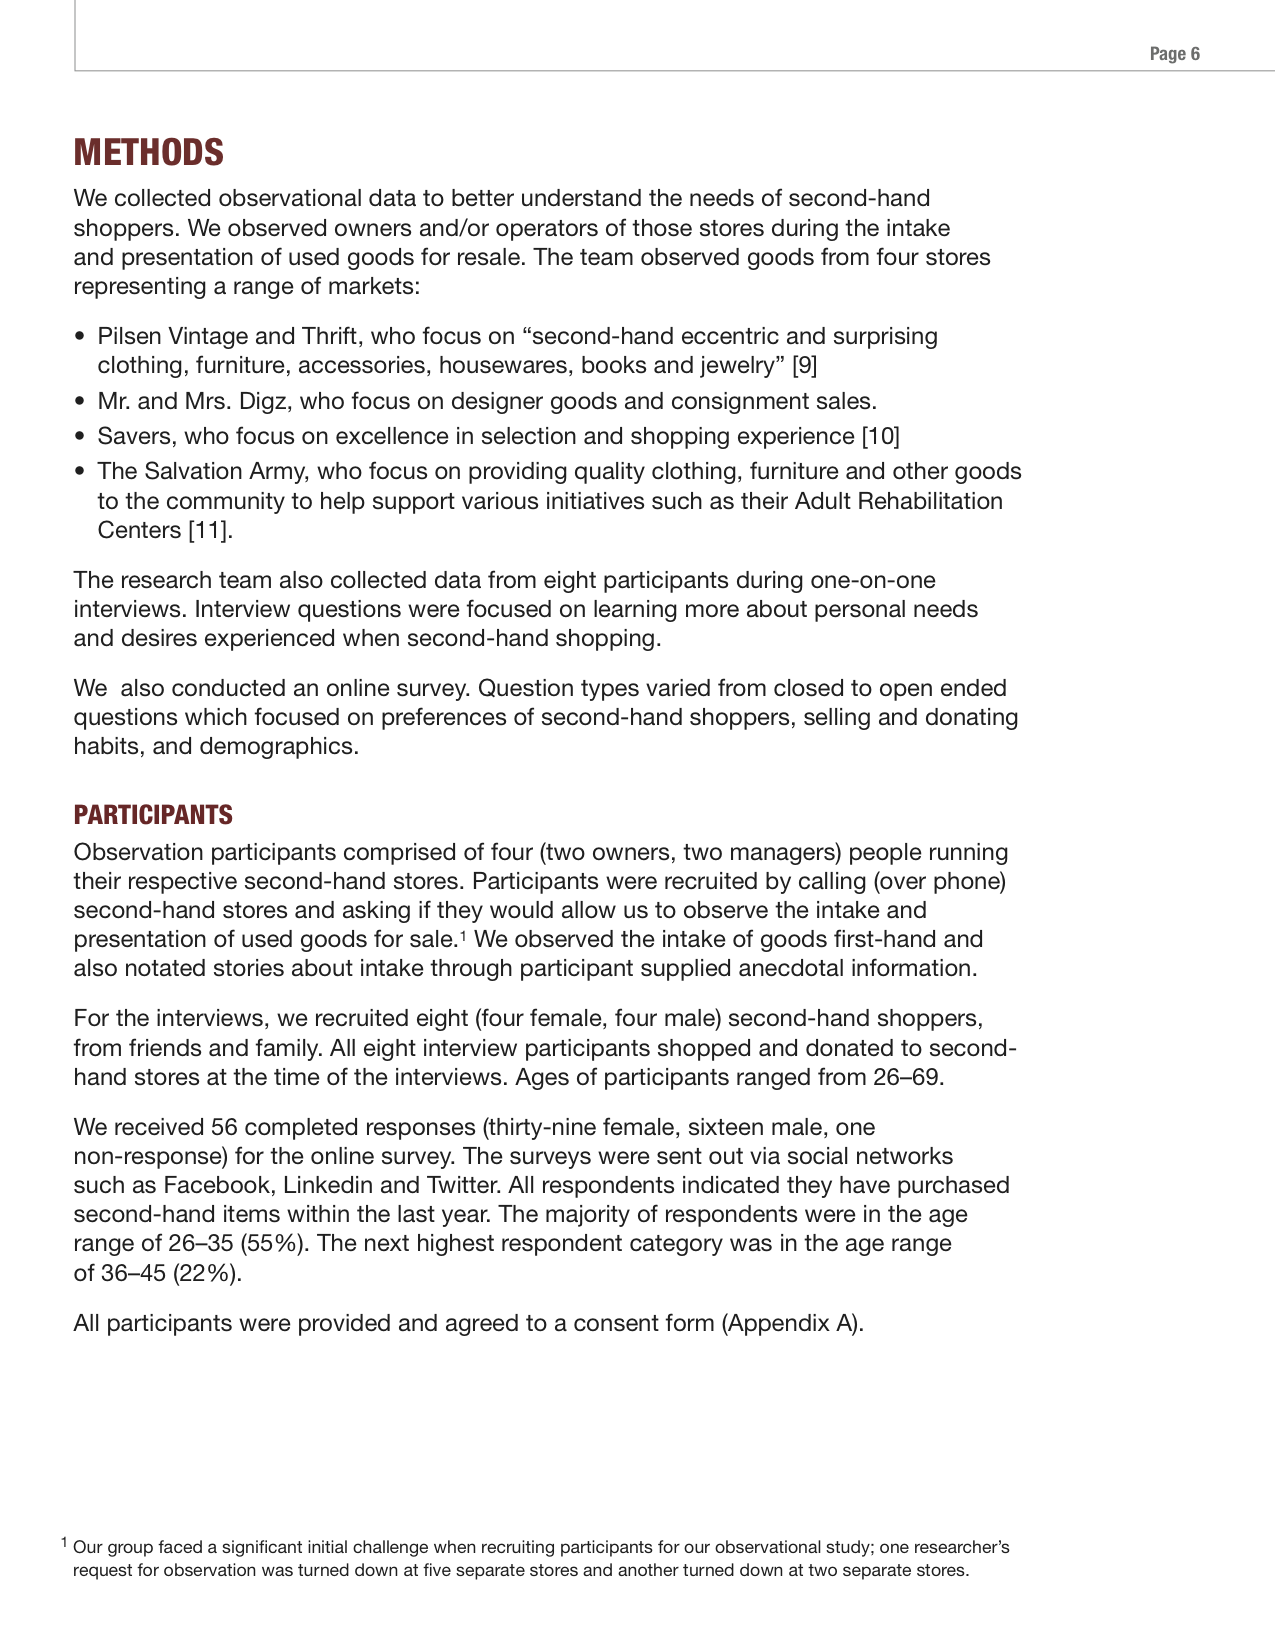 Page 6
METHODS
We collected observational data to better understand the needs of second-hand
shoppers. We observed owners and/or operators of those stores during the intake
and presentation of used goods for resale. The team observed goods from four stores
representing a range of markets:
• Pilsen Vintage and Thrift, who focus on “second-hand eccentric and surprising
clothing, furniture, accessories, housewares, books and jewelry” [9]
• Mr. and Mrs. Digz, who focus on designer goods and consignment sales.
• Savers, who focus on excellence in selection and shopping experience [10]
• The Salvation Army, who focus on providing quality clothing, furniture and other goods
to the community to help support various initiatives such as their Adult Rehabilitation
Centers [11].
The research team also collected data from eight participants during one-on-one
interviews. Interview questions were focused on learning more about personal needs
and desires experienced when second-hand shopping.
We  also conducted an online survey. Question types varied from closed to open ended
questions which focused on preferences of second-hand shoppers, selling and donating
habits, and demographics.
PARTICIPANTS
Observation participants comprised of four (two owners, two managers) people running
their respective second-hand stores. Participants were recruited by calling (over phone)
second-hand stores and asking if they would allow us to observe the intake and
presentation of used goods for sale.¹ We observed the intake of goods first-hand and
also notated stories about intake through participant supplied anecdotal information.
For the interviews, we recruited eight (four female, four male) second-hand shoppers,
from friends and family. All eight interview participants shopped and donated to second-
hand stores at the time of the interviews. Ages of participants ranged from 26–69.
We received 56 completed responses (thirty-nine female, sixteen male, one
non-response) for the online survey. The surveys were sent out via social networks
such as Facebook, Linkedin and Twitter. All respondents indicated they have purchased
second-hand items within the last year. The majority of respondents were in the age
range of 26–35 (55%). The next highest respondent category was in the age range
of 36–45 (22%).
All participants were provided and agreed to a consent form (Appendix A).
¹ Our group faced a significant initial challenge when recruiting participants for our observational study; one researcher’s
request for observation was turned down at five separate stores and another turned down at two separate stores.